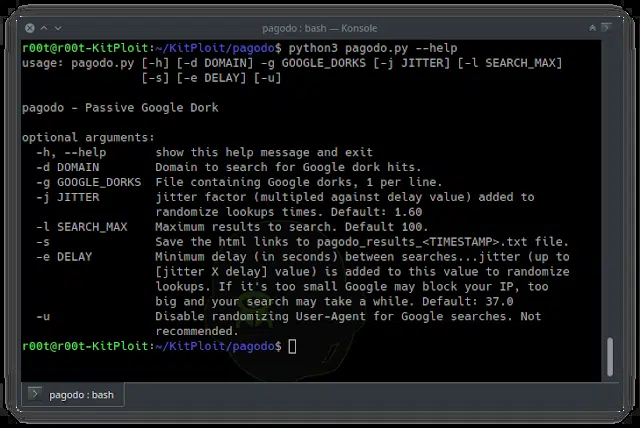 pagodo : bash — Konsole
r00t@r00t-KitPloit:~/KitPloit/pagodo$ python3 pagodo.py --help
usage: pagodo.py [-h] [-d DOMAIN] -g GOOGLE_DORKS [-j JITTER] [-l SEARCH_MAX]
[-s] [-e DELAY] [-u]
pagodo - Passive Google Dork
optional arguments:
-h, --help show this help message and exit
-d DOMAIN Domain to search for Google dork hits.
-g GOOGLE_DORKS File containing Google dorks, 1 per line.
-j JITTER jitter factor (multipled against delay value) added to
randomize lookups times. Default: 1.60
-l SEARCH_MAX Maximum results to search. Default 100.
-s Save the html links to pagodo_results_<TIMESTAMP>.txt file.
-e DELAY Minimum delay (in seconds) between searches...jitter (up to
[jitter X delay] value) is added to this value to randomize
lookups. If it's too small Google may block your IP, too
big and your search may take a while. Default: 37.0
-u Disable randomizing User-Agent for Google searches. Not
recommended.
r00t@r00t-KitPloit:~/KitPloit/pagodo$
pagodo : bash